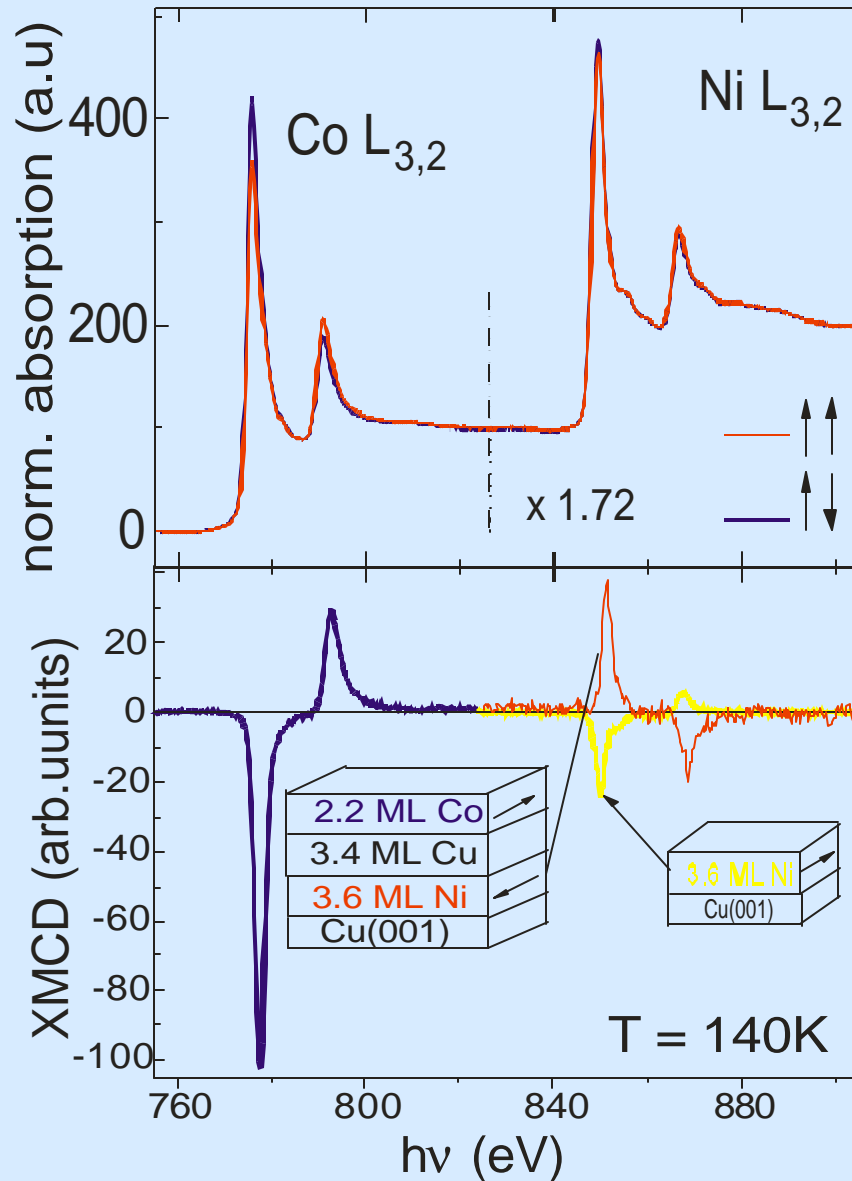 norm. absorption (a.u)
400
200
0
Co L3,2
Ni L3,2
x 1.72
XMCD (arb.uunits)
20
0
-20
-40
-60
-80
-100
2.2 ML Co
3.4 ML Cu
3.6 ML Ni
Cu(001)
3.6 ML Ni
Cu(001)
T = 140K
760
800
840
880
hν (eV)